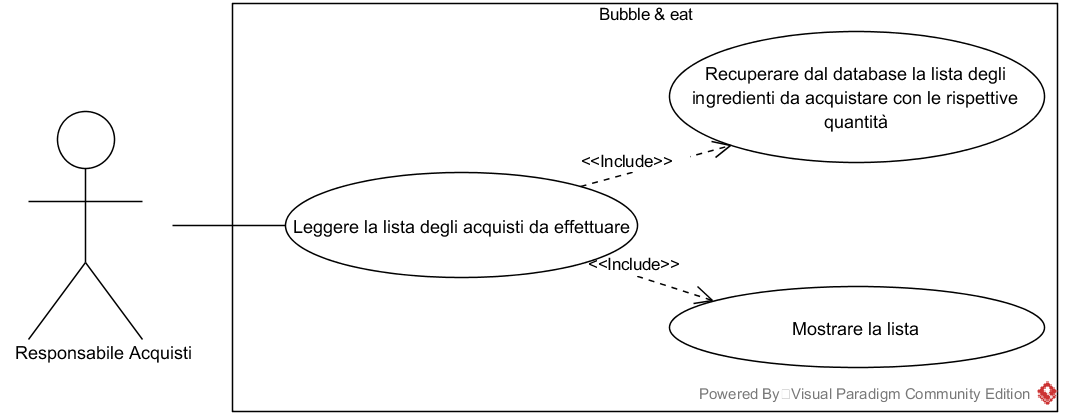 Bubble & eat
Recuperare dal database la lista degli
ingredienti da acquistare con le rispettive
quantità
<<Include>>
Leggere la lista degli acquisti da effettuare
<<Include>>
Mostrare la lista
Responsabile Acquisti
Powered By Visual Paradigm Community Edition